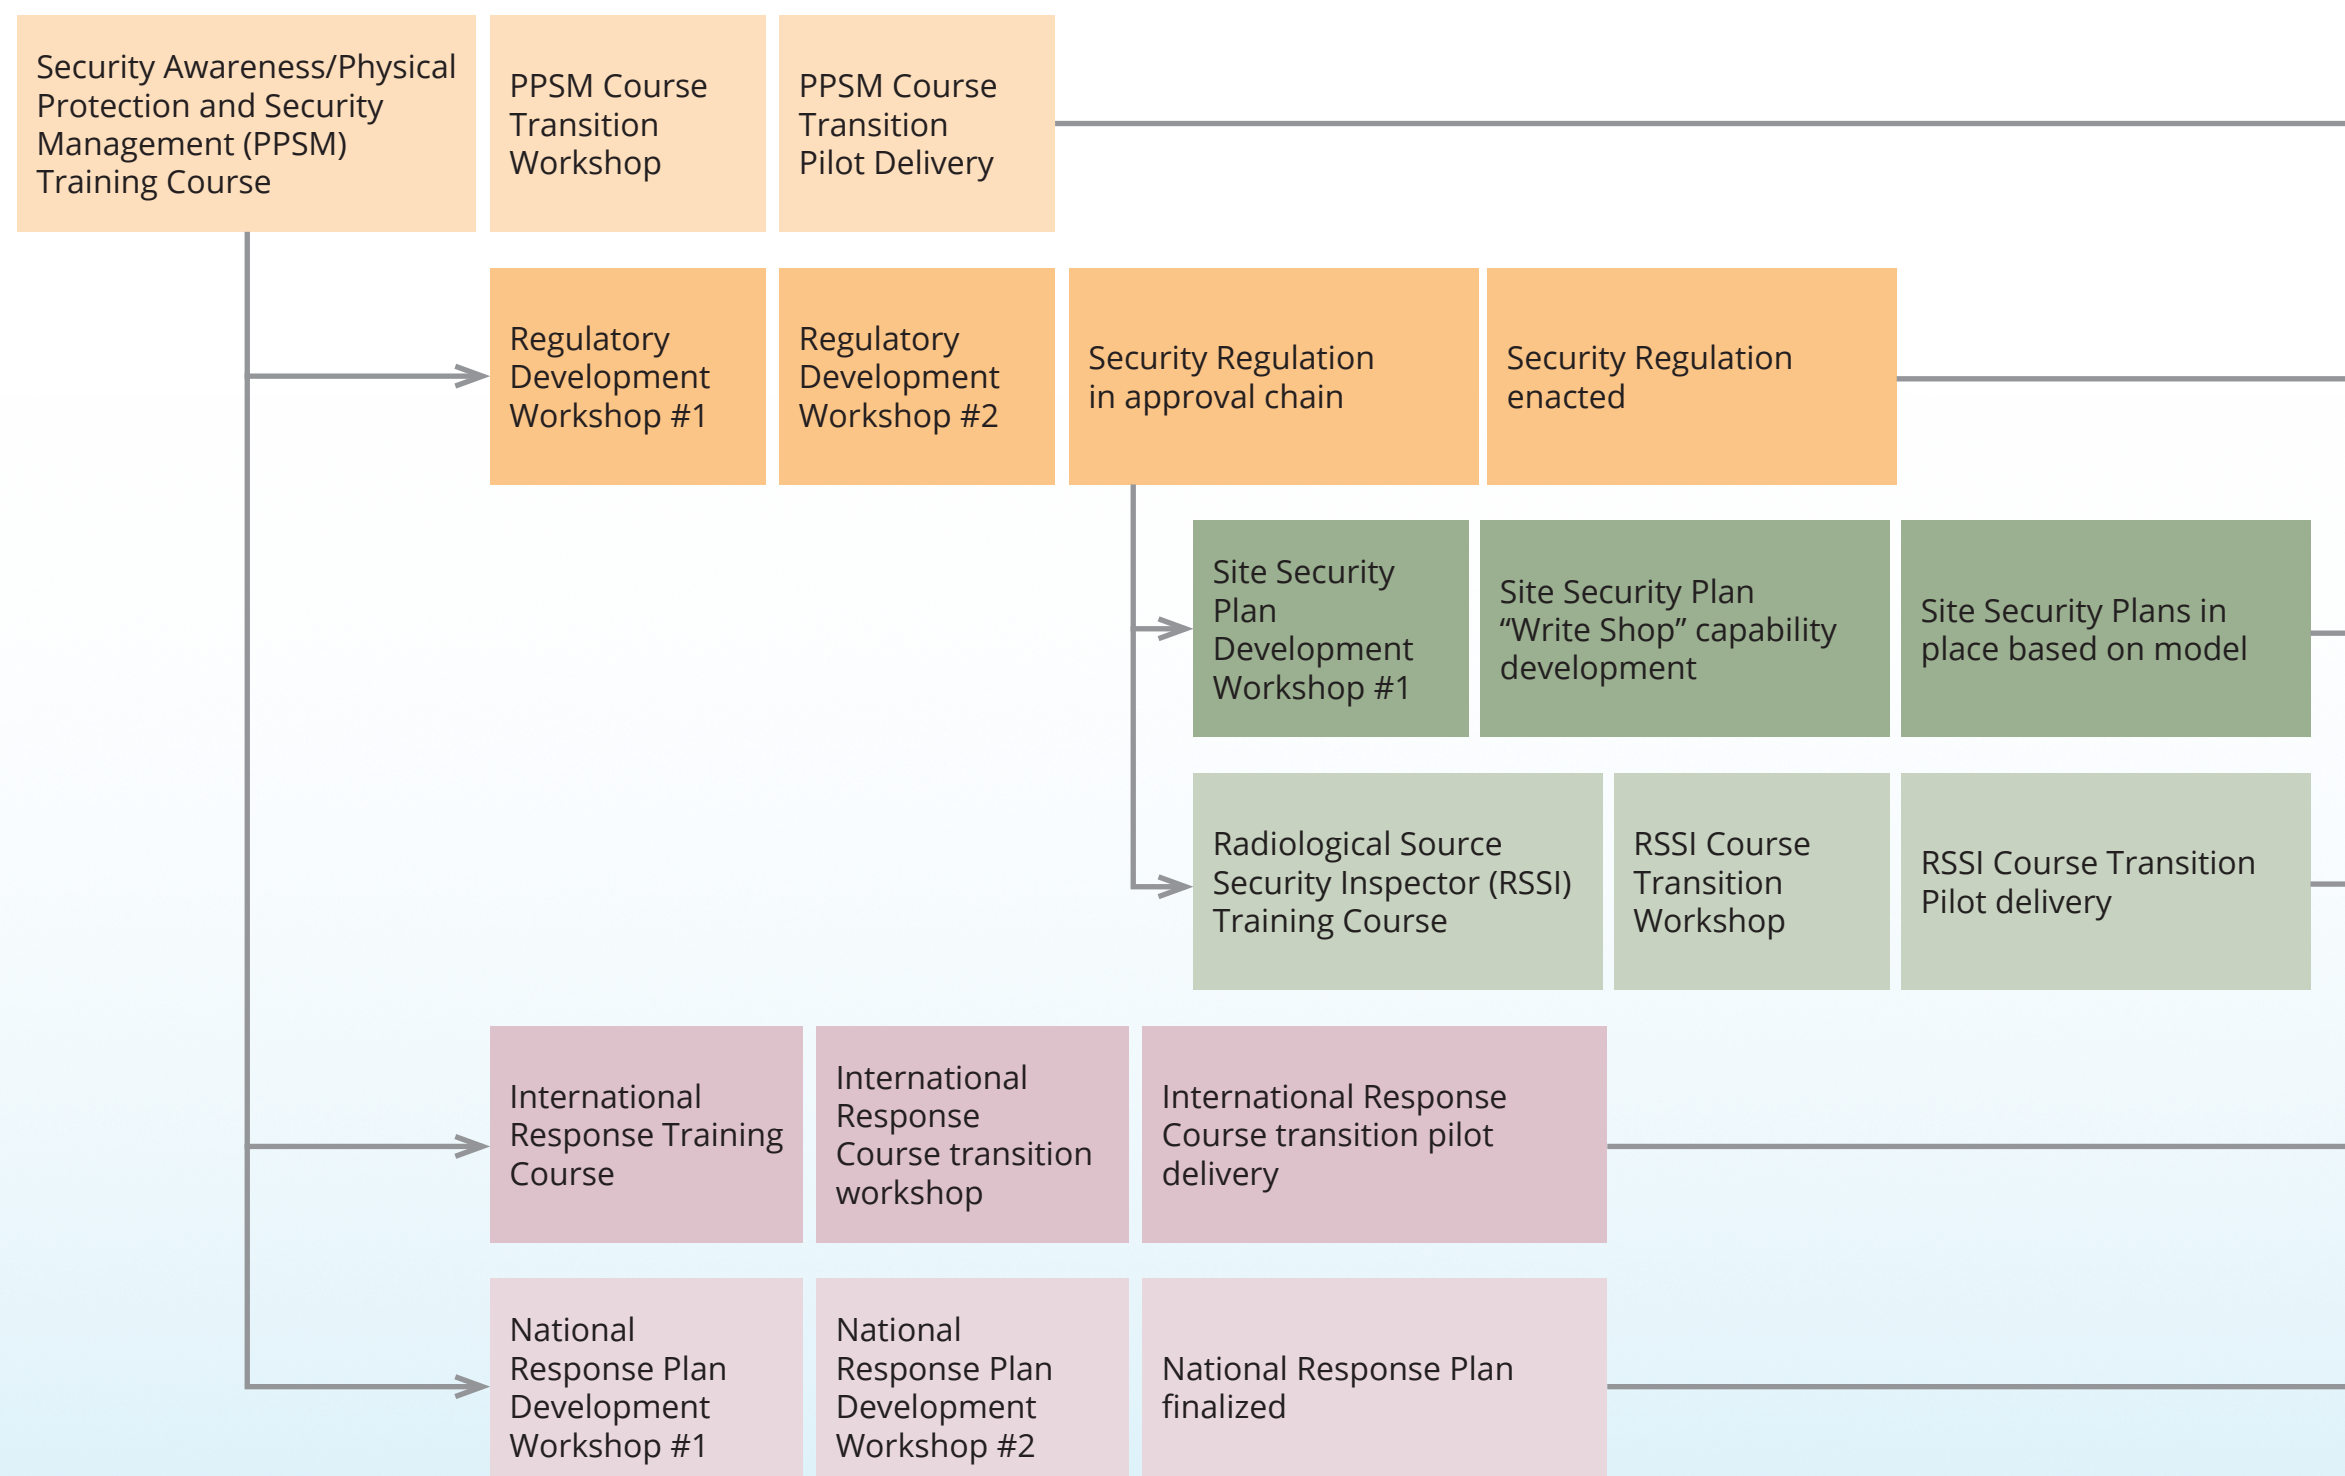 Security Awareness/Physical
Protection and Security
Management (PPSM)
Training Course
PPSM Course
Transition
Workshop
PPSM Course
Transition
Pilot Delivery
Regulatory
Development
Workshop #1
Regulatory
Development
Workshop #2
Security Regulation
in approval chain
Security Regulation
enacted
Site Security
Plan
Development
Workshop #1
Site Security Plan
“Write Shop” capability
development
Site Security Plans in
place based on model
Radiological Source
Security Inspector (RSSI)
Training Course
RSSI Course
Transition
Workshop
RSSI Course Transition
Pilot delivery
International
Response Training
Course
International
Response
Course transition
workshop
International Response
Course transition pilot
delivery
National
Response Plan
Development
Workshop #1
National
Response Plan
Development
Workshop #2
National Response Plan
finalized